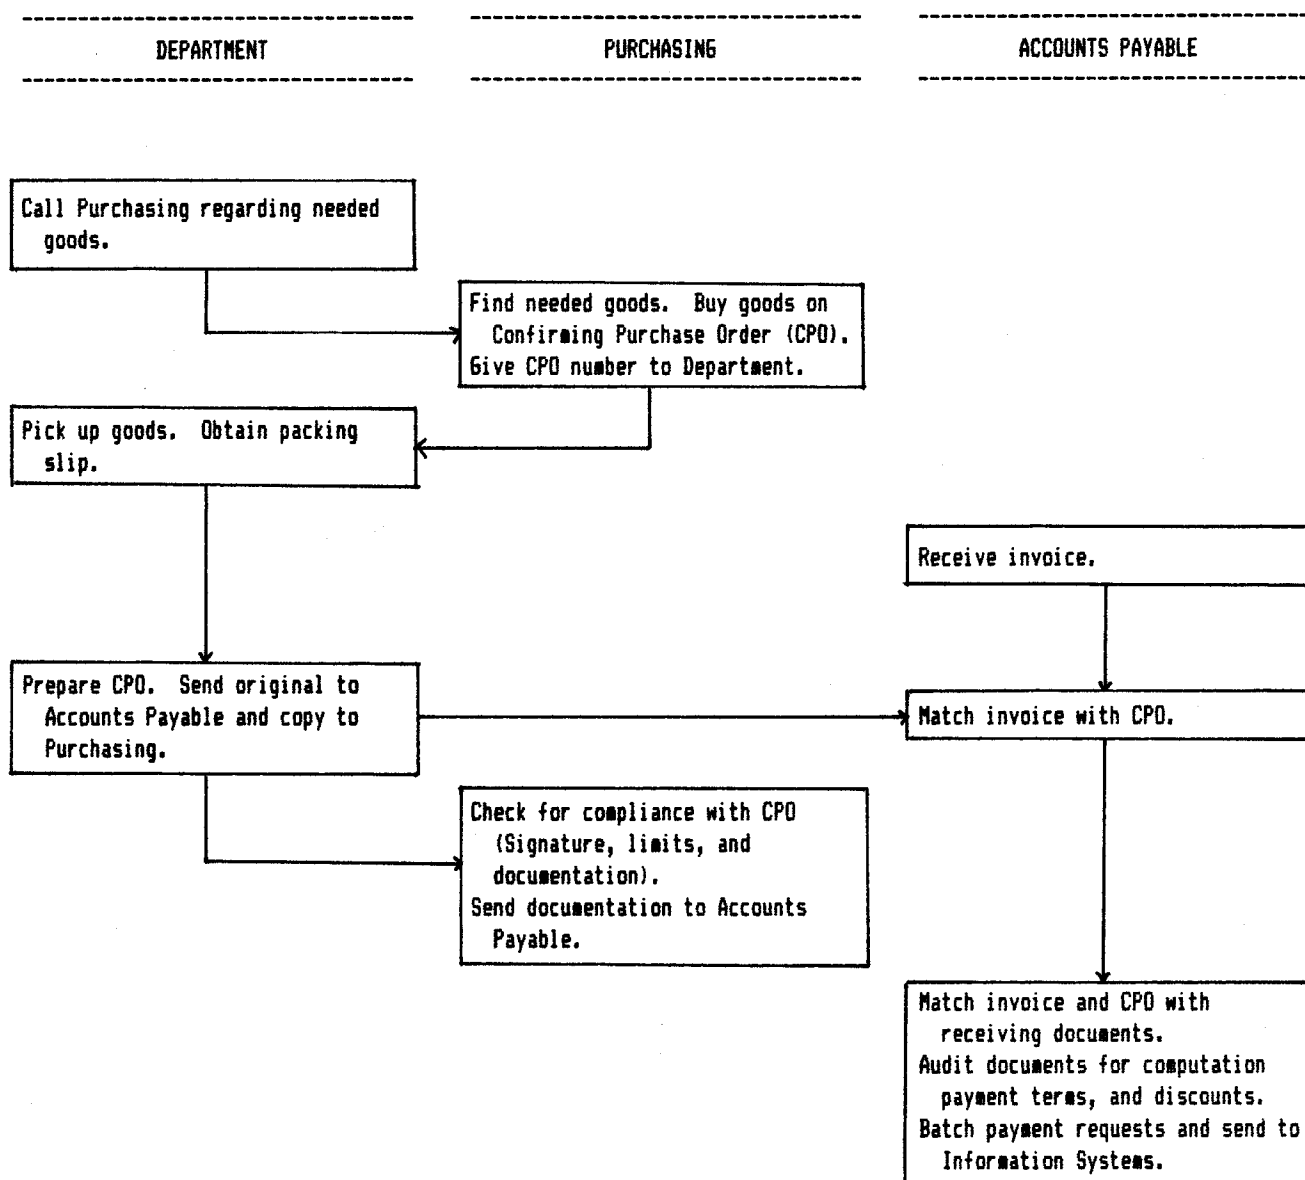 DEPARTMENT
PURCHASING
ACCOUNTS PAYABLE
Call Purchasing regarding needed
goods.
Find needed goods. Buy goods on
Confirming Purchase Order (CPO).
Give CPO number to Department.
Pick up goods. Obtain packing
slip.
Receive invoice.
Prepare CPO. Send original to
Accounts Payable and copy to
Purchasing.
Match invoice with CPO.
Check for compliance with CPO
(Signature, limits, and
documentation).
Send documentation to Accounts
Payable.
Match invoice and CPO with
receiving documents.
Audit documents for computation
payment terms, and discounts.
Batch payment requests and send to
Information Systems.